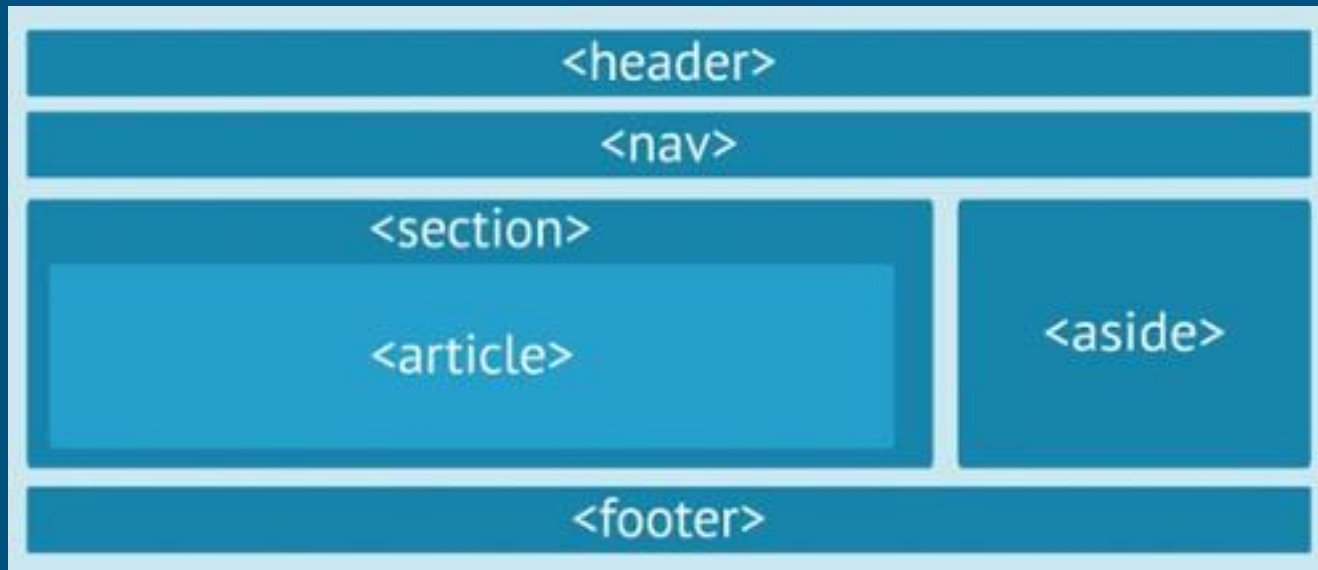 <header>
<nav>
<section>
<article>
<aside>
<footer>